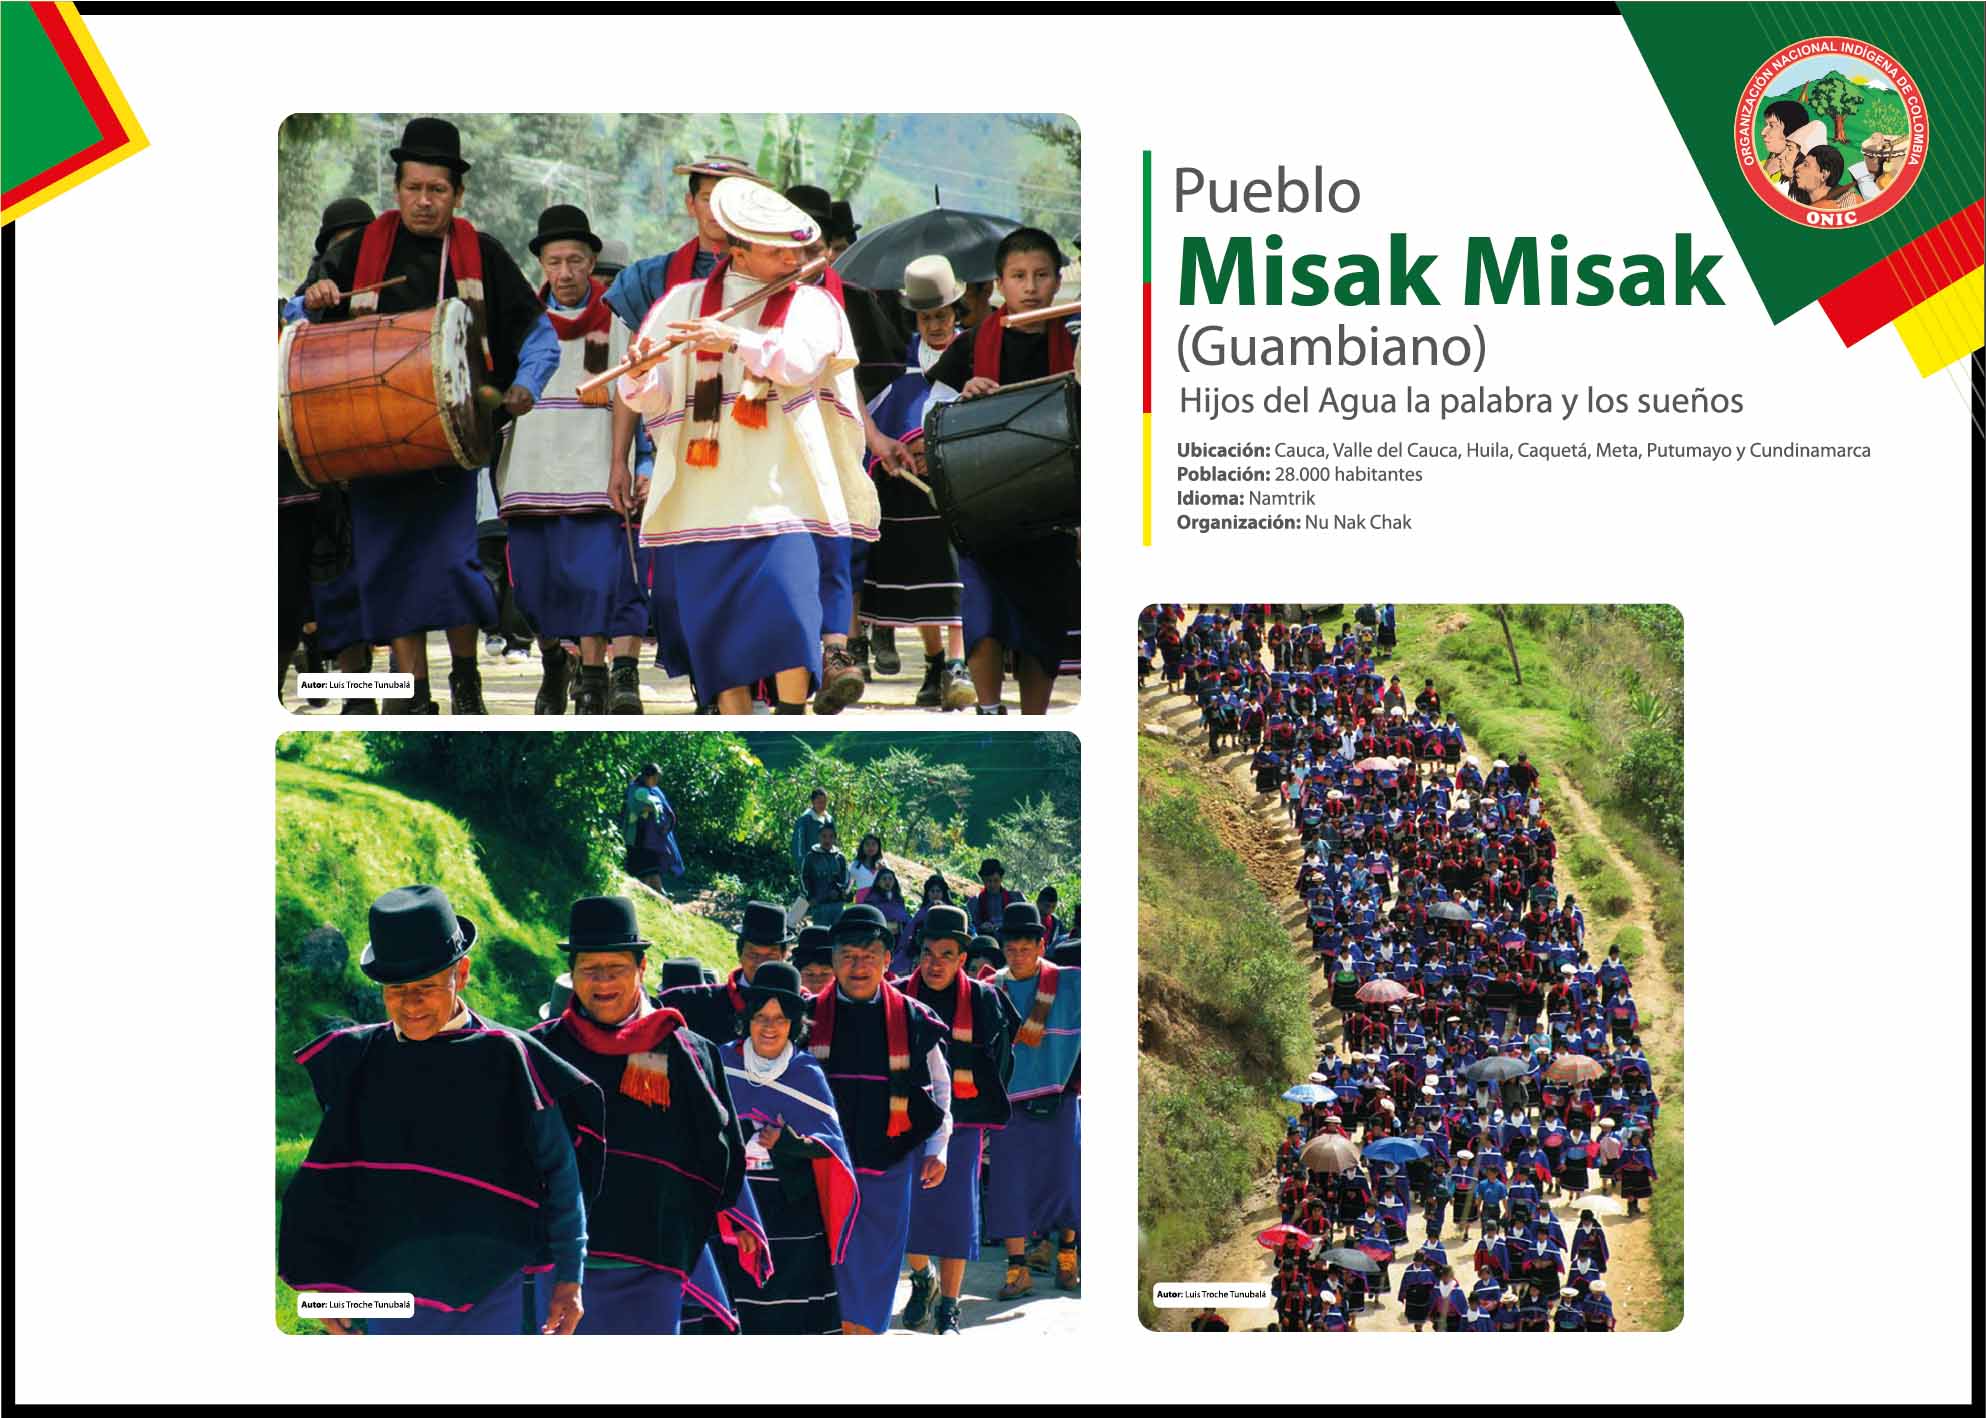 ORGANIZACIÓN NACIONAL INDÍGENA DE COLOMBIA
ONIC
Pueblo
Misak Misak
(Guambiano)
Hijos del Agua la palabra y los sueños
Ubicación: Cauca, Valle del Cauca, Huila, Caquetá, Meta, Putumayo y Cundinamarca
Población: 28.000 habitantes
Idioma: Namtrik
Organización: Nu Nak Chak
Autor: Luis Troche Tunubalá
Autor: Luis Troche Tunubalá
Autor: Luis Troche Tunubalá